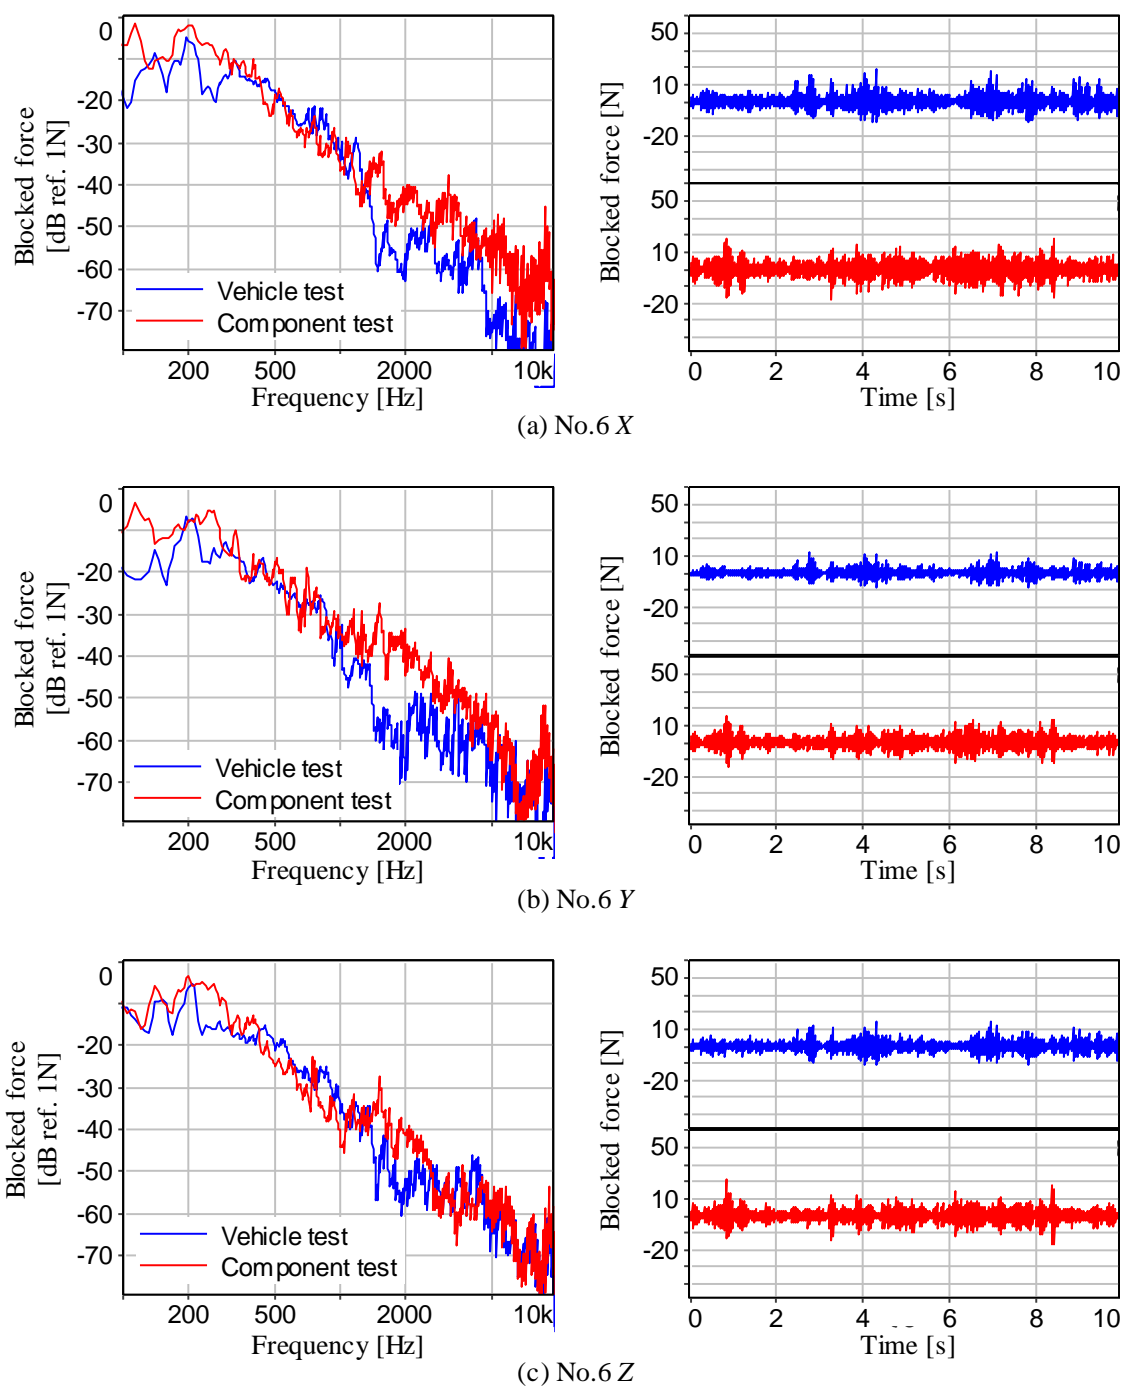 0
-20
-30
-40
-50
-60
-70
Blocked force
[dB ref. 1N]
Vehicle test
Component test
200 500 2000 10k
Frequency [Hz]
50
10
-20
50
10
-20
Blocked force [N]
0 2 4 6 8 10
Time [s]
(a) No.6 X
0
-20
-30
-40
-50
-60
-70
Blocked force
[dB ref. 1N]
Vehicle test
Component test
200 500 2000 10k
Frequency [Hz]
50
10
-20
50
10
-20
Blocked force [N]
0 2 4 6 8 10
Time [s]
(b) No.6 Y
0
-20
-30
-40
-50
-60
-70
Blocked force
[dB ref. 1N]
Vehicle test
Component test
200 500 2000 10k
Frequency [Hz]
50
10
-20
50
10
-20
Blocked force [N
0 2 4 6 8 10
Time [s]
(c) No.6 Z